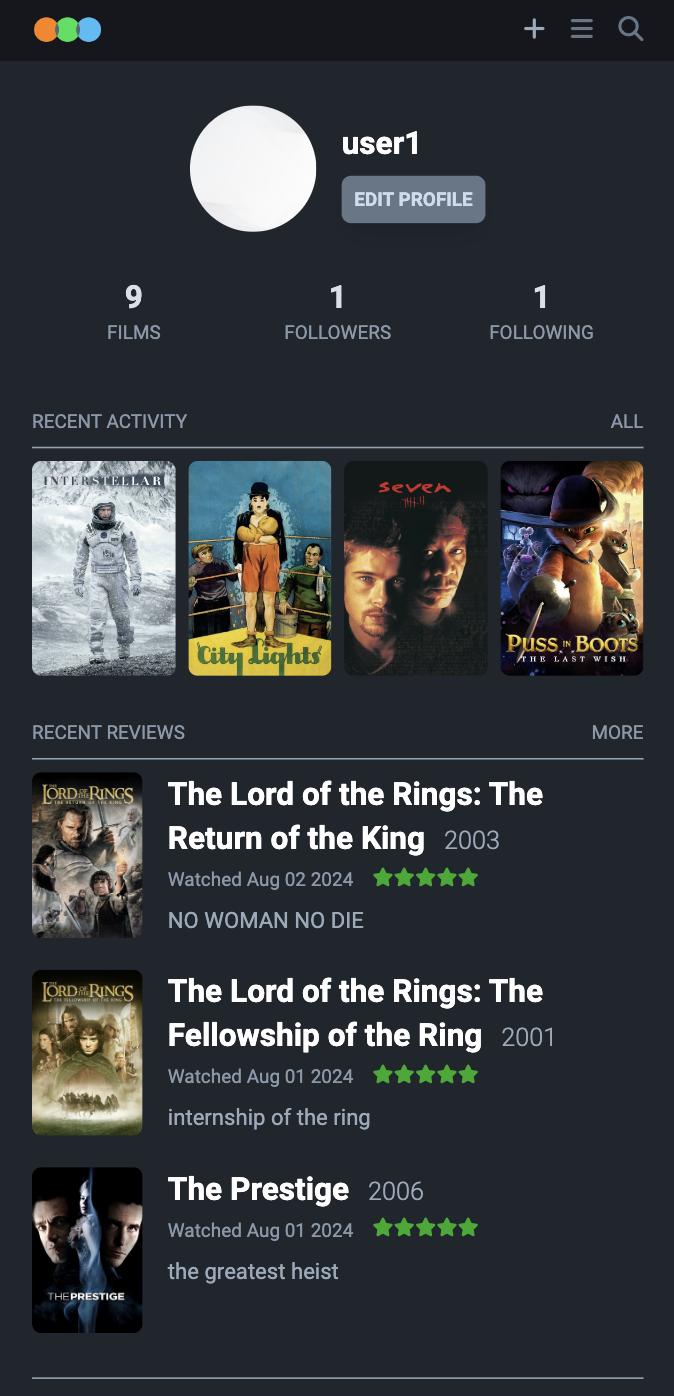 user1
EDIT PROFILE
9
FILMS
1
FOLLOWERS
1
FOLLOWING
RECENT ACTIVITY
ALL
INTERSTELLAR
"City Lights"
seven
PUSS IN BOOTS
THE LAST WISH
RECENT REVIEWS
MORE
THE LORD OF THE RINGS
THE RETURN OF THE KING
The Lord of the Rings: The
Return of the King 2003
Watched Aug 02 2024
NO WOMAN NO DIE
THE LORD OF THE RINGS
THE FELLOWSHIP OF THE RING
The Lord of the Rings: The
Fellowship of the Ring 2001
Watched Aug 01 2024
internship of the ring
THE PRESTIGE
The Prestige 2006
Watched Aug 01 2024
the greatest heist